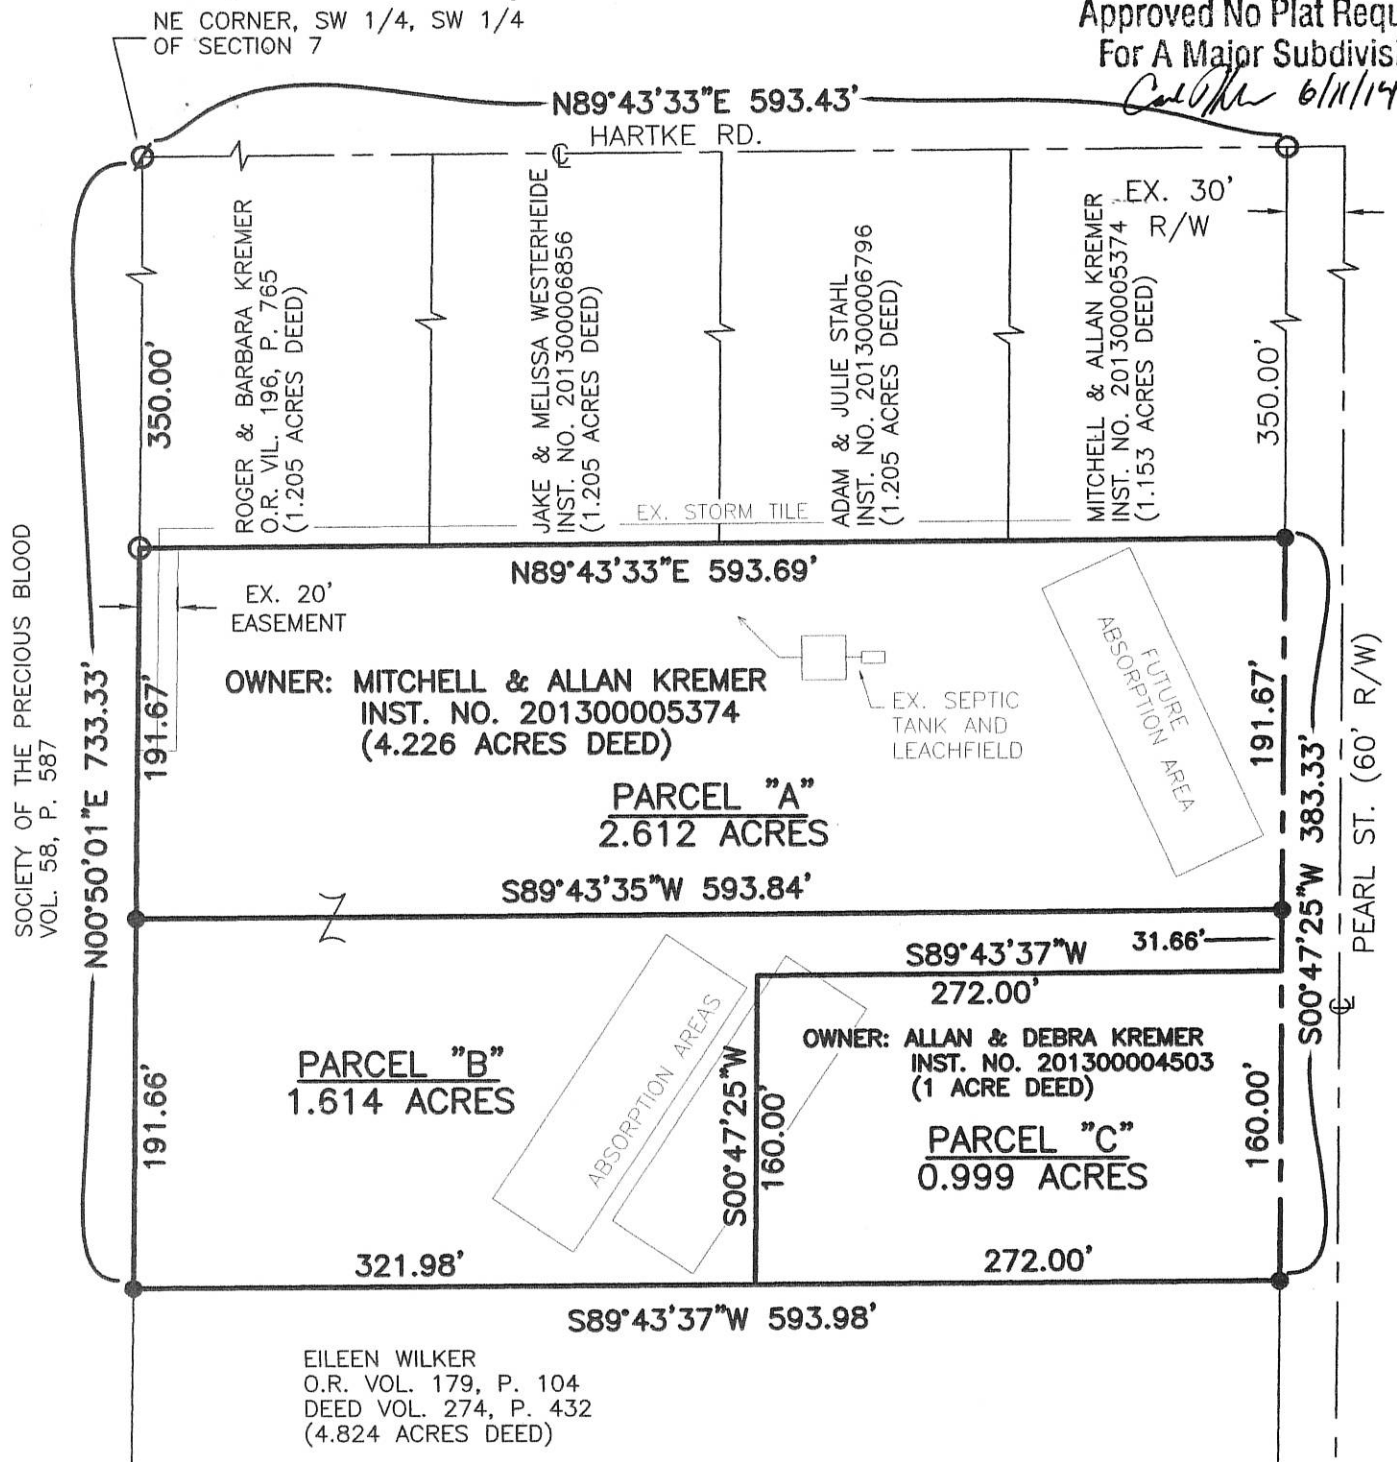 NE CORNER, SW 1/4, SW 1/4
OF SECTION 7
Approved No Plat Requ
For A Major Subdivis
6/11/14
N89°43'33"E 593.43'
HARTKE RD.
EX. 30'
R/W
350.00'
ROGER & BARBARA KREMER
O.R. VIL. 196, P. 765
(1.205 ACRES DEED)
JAKE & MELISSA WESTERHEIDE
INST. NO. 201300006856
(1.205 ACRES DEED)
ADAM & JULIE STAHL
INST. NO. 201300006796
(1.205 ACRES DEED)
MITCHELL & ALLAN KREMER
INST. NO. 201300005374
(1.153 ACRES DEED)
350.00'
EX. STORM TILE
N89°43'33"E 593.69'
EX. 20'
EASEMENT
SOCIETY OF THE PRECIOUS BLOOD
VOL. 58, P. 587
N00°50'01"E 733.33'
191.67'
OWNER: MITCHELL & ALLAN KREMER
INST. NO. 201300005374
(4.226 ACRES DEED)
EX. SEPTIC
TANK AND
LEACHFIELD
FUTURE
ABSORPTION AREA
191.67'
S00°47'25"W 383.33'
PEARL ST. (60' R/W)
PARCEL "A"
2.612 ACRES
S89°43'35"W 593.84'
31.66'
S89°43'37"W
272.00'
OWNER: ALLAN & DEBRA KREMER
INST. NO. 201300004503
(1 ACRE DEED)
PARCEL "B"
1.614 ACRES
191.66'
ABSORPTION AREAS
S00°47'25"W
160.00'
PARCEL "C"
0.999 ACRES
160.00'
321.98'
272.00'
S89°43'37"W 593.98'
EILEEN WILKER
O.R. VOL. 179, P. 104
DEED VOL. 274, P. 432
(4.824 ACRES DEED)